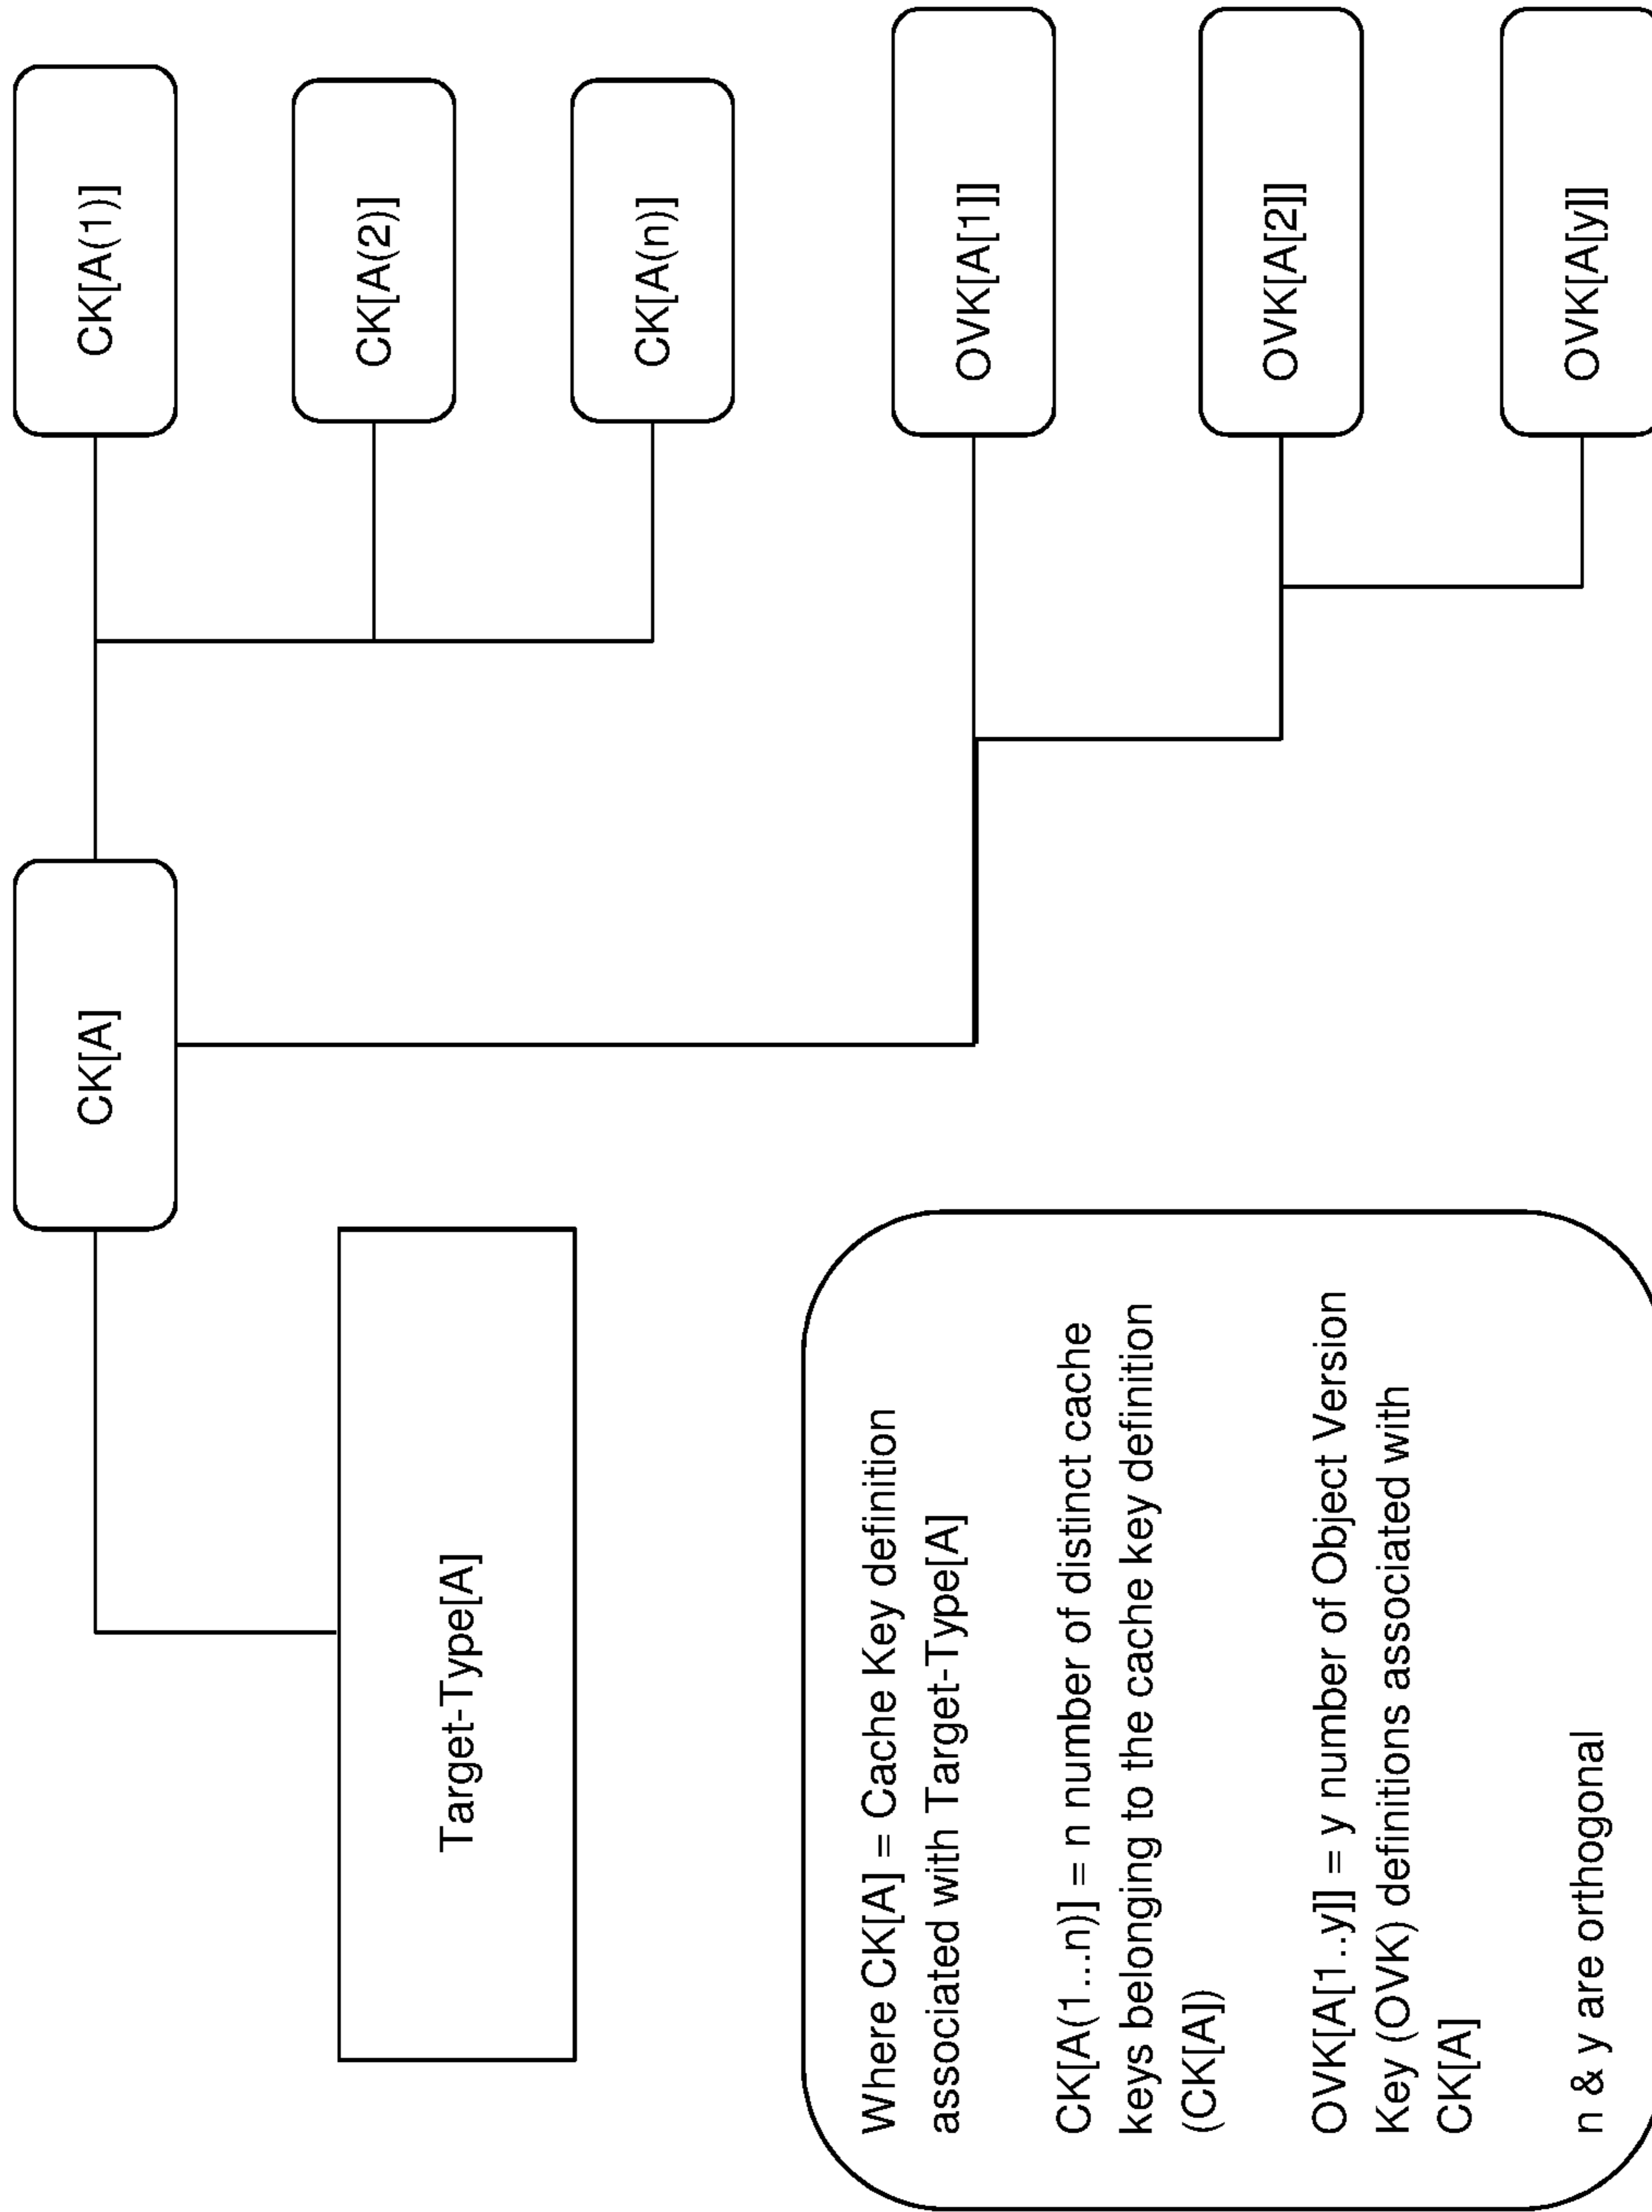 CK[A]
CK[A(1)]
CK[A(2)]
CK[A(n)]
Target-Type[A]
OVK[A[1]]
OVK[A[2]]
OVK[A[y]]
Where CK[A] = Cache Key definition
associated with Target-Type[A]
CK[A(1...n)] = n number of distinct cache
keys belonging to the cache key definition
(CK[A])
OVK[A[1..y]] = y number of Object Version
Key (OVK) definitions associated with
CK[A]
n & y are orthogonal